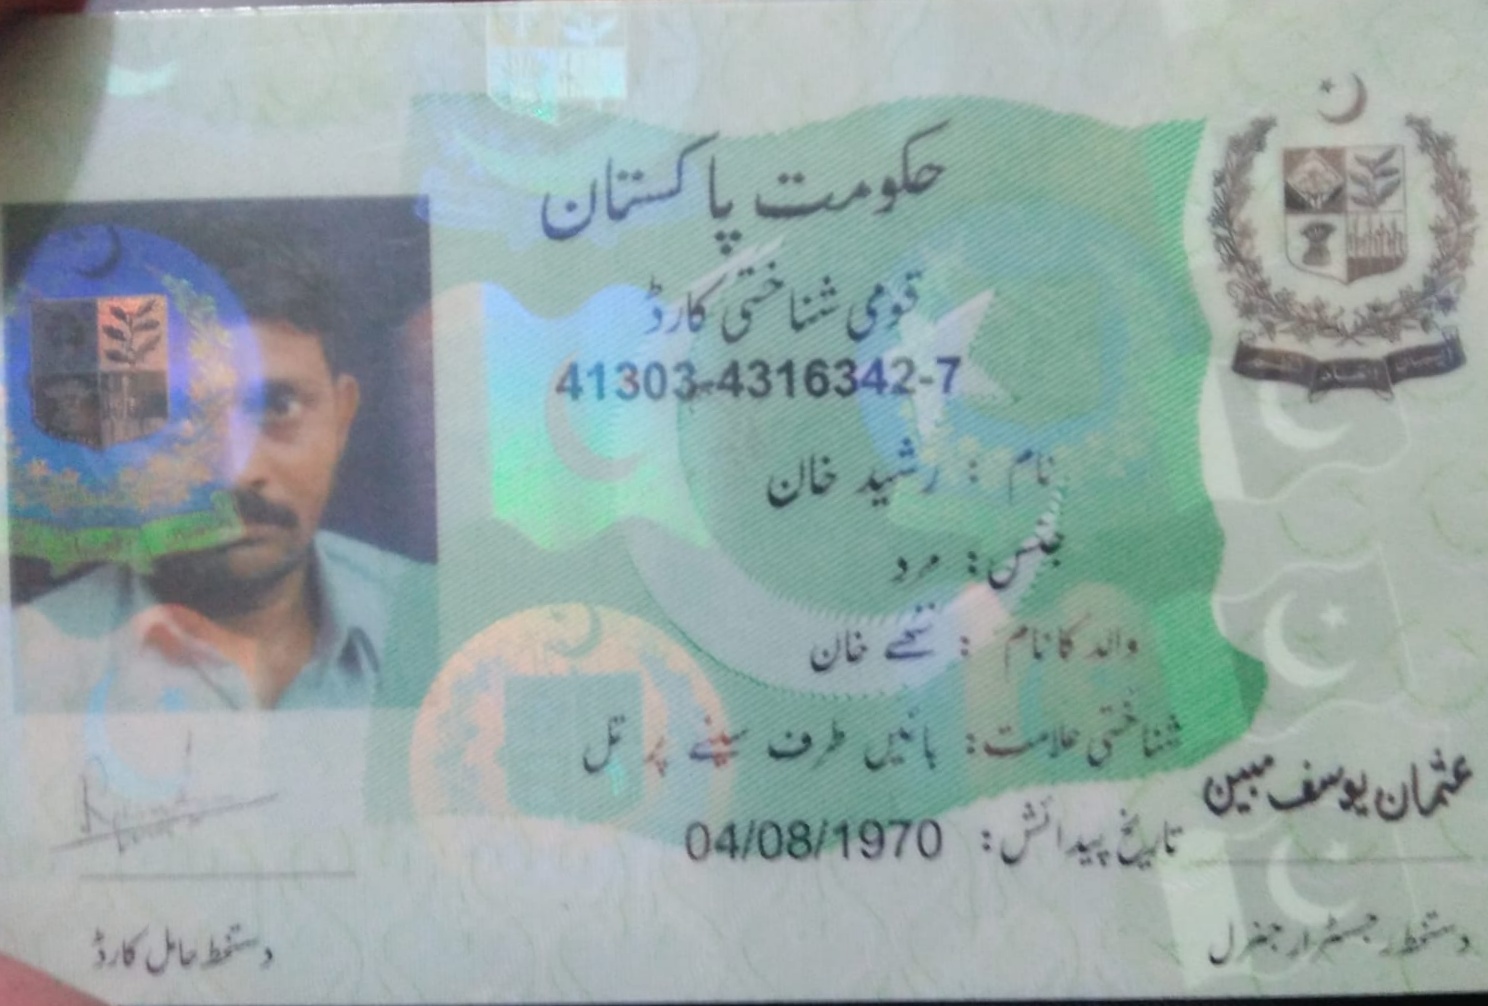 حکومت پاکستان
قومی شناختی کارڈ
41303-4316342-7
نام : رشید خان
جنس: مرد
والد کا نام : ننھے خان
شناختی علامت: بائیں طرف سینے پر تل
تاریخ پیدائش: 04/08/1970
عثمان یوسف مبین
دستخط حامل کارڈ
دستخط رجسٹرار جنرل